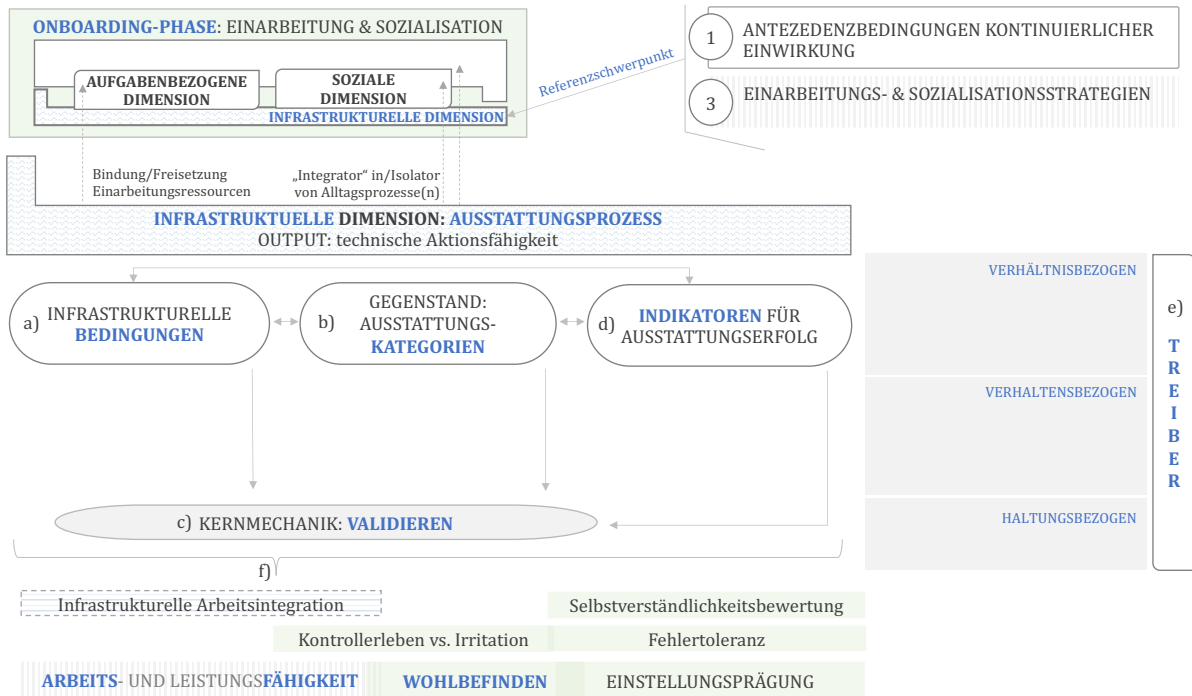 ONBOARDING-PHASE: EINARBEITUNG & SOZIALISATION
AUFGABENBEZOGENE
DIMENSION
SOZIALE
DIMENSION
INFRASTRUKTURELLE DIMENSION
Referenzschwerpunkt
1
ANTEZEDENZBEDINGUNGEN KONTINUIERLICHER
EINWIRKUNG
3
EINARBEITUNGS- & SOZIALISATIONSSTRATEGIEN
Bindung/Freisetzung
Einarbeitungsressourcen
„Integrator“ in/Isolator
von Alltagsprozesse(n)
INFRASTRUKTUELLE DIMENSION: AUSSTATTUNGSPROZESS
OUTPUT: technische Aktionsfähigkeit
a)
INFRASTRUKTURELLE
BEDINGUNGEN
b)
GEGENSTAND:
AUSSTATTUNGS-
KATEGORIEN
d)
INDIKATOREN FÜR
AUSSTATTUNGSERFOLG
VERHÄLTNISBEZOGEN
VERHALTENSBEZOGEN
HALTUNGSBEZOGEN
e)
T
R
E
I
B
E
R
c) KERNMECHANIK: VALIDIEREN
f)
Infrastrukturelle Arbeitsintegration
Selbstverständlichkeitsbewertung
Kontrollerleben vs. Irritation
Fehlertoleranz
ARBEITS- UND LEISTUNGSFÄHIGKEIT
WOHLBEFINDEN
EINSTELLUNGSPRÄGUNG